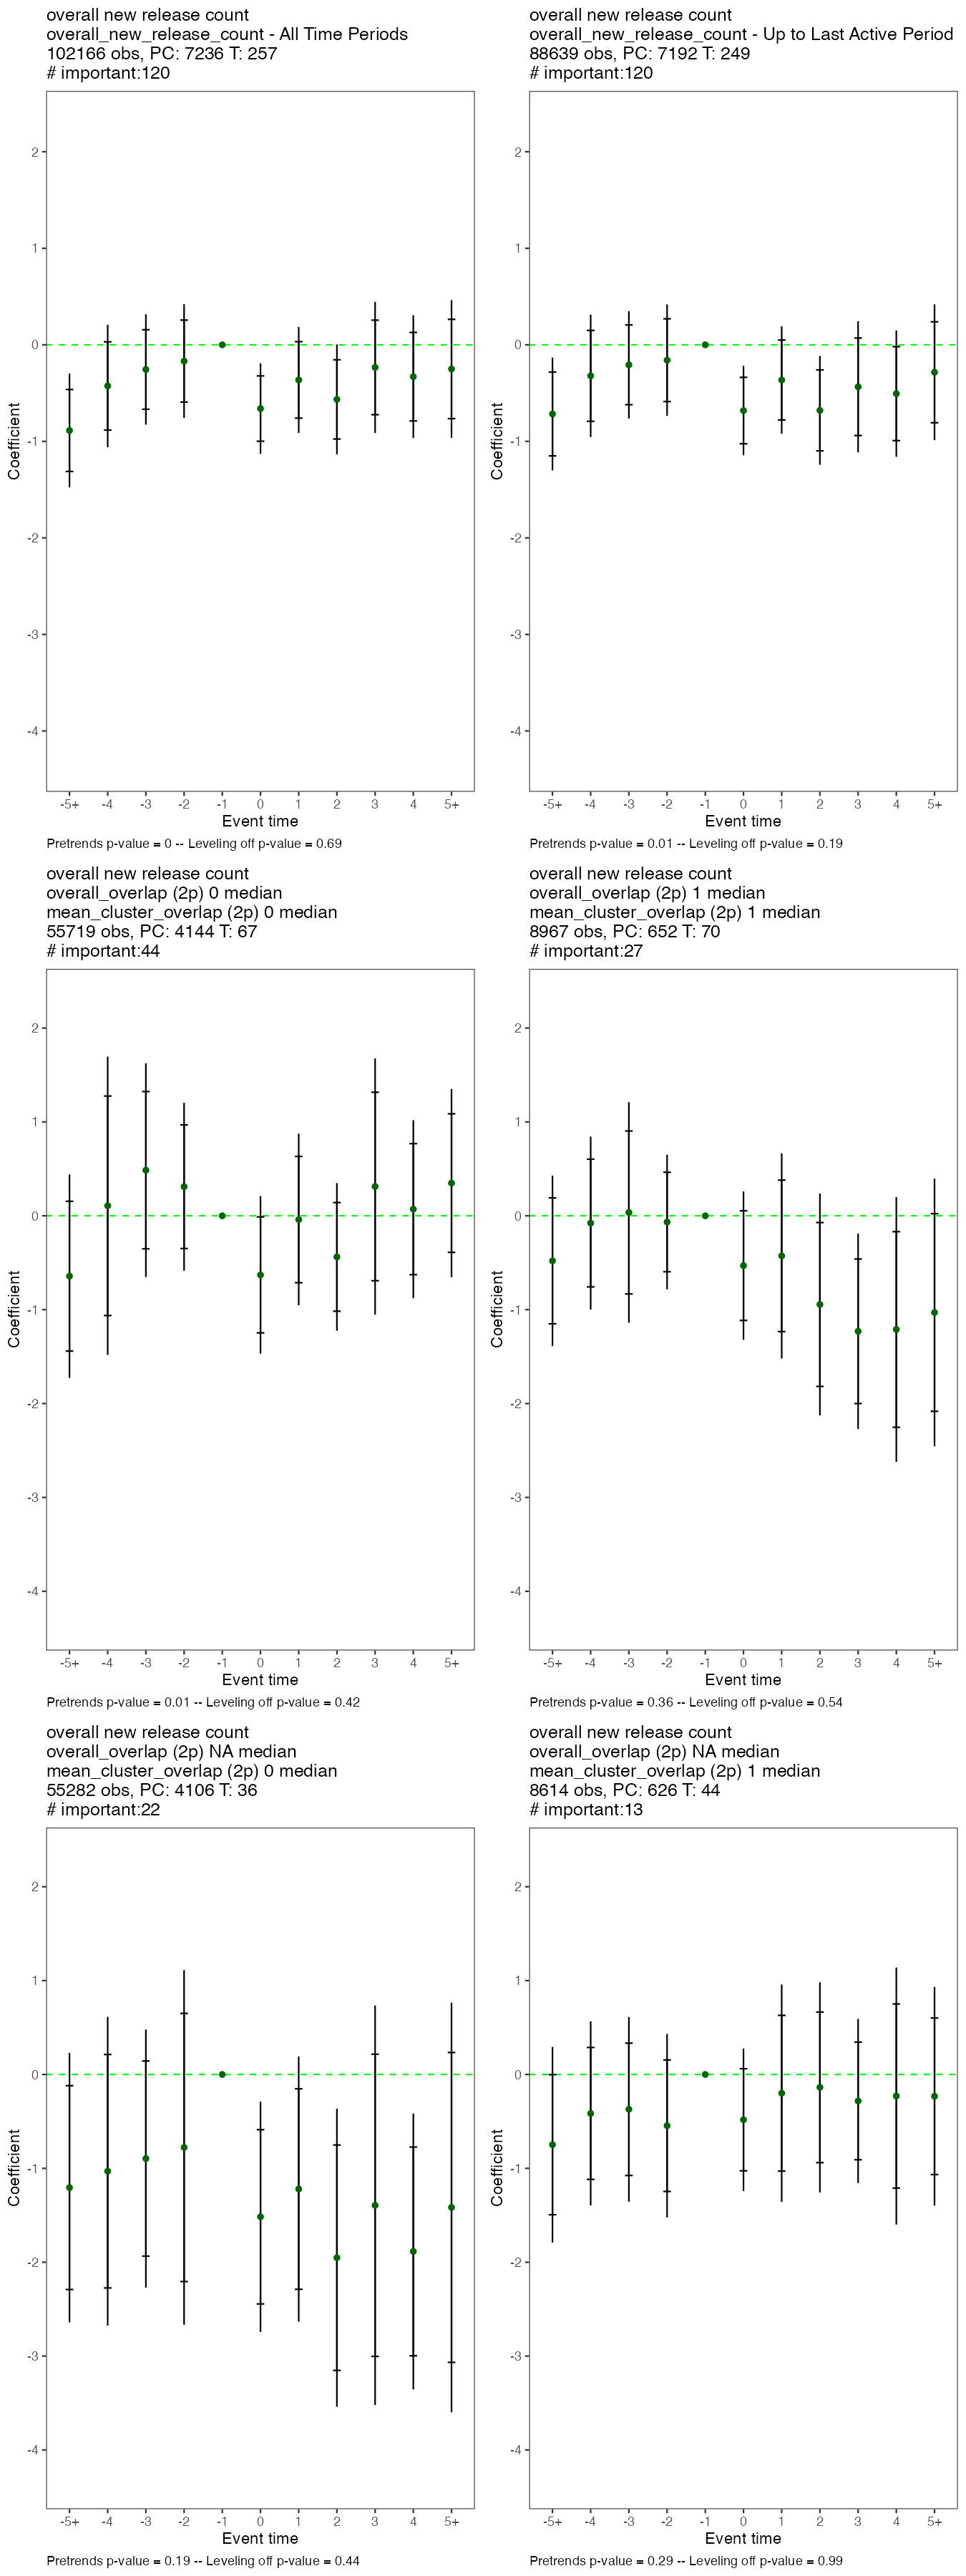 overall new release count
overall_new_release_count - All Time Periods
102166 obs, PC: 7236 T: 257
# important:120
2
1
0
-1
-2
-3
-4
Coefficient
-5+ -4 -3 -2 -1 0 1 2 3 4 5+
Event time
Pretrends p-value = 0 -- Leveling off p-value = 0.69
overall new release count
overall_new_release_count - Up to Last Active Period
88639 obs, PC: 7192 T: 249
# important:120
2
1
0
-1
-2
-3
-4
Coefficient
-5+ -4 -3 -2 -1 0 1 2 3 4 5+
Event time
Pretrends p-value = 0.01 -- Leveling off p-value = 0.19
overall new release count
overall_overlap (2p) 0 median
mean_cluster_overlap (2p) 0 median
55719 obs, PC: 4144 T: 67
# important:44
2
1
0
-1
-2
-3
-4
Coefficient
-5+ -4 -3 -2 -1 0 1 2 3 4 5+
Event time
Pretrends p-value = 0.01 -- Leveling off p-value = 0.42
overall new release count
overall_overlap (2p) 1 median
mean_cluster_overlap (2p) 1 median
8967 obs, PC: 652 T: 70
# important:27
2
1
0
-1
-2
-3
-4
Coefficient
-5+ -4 -3 -2 -1 0 1 2 3 4 5+
Event time
Pretrends p-value = 0.36 -- Leveling off p-value = 0.54
overall new release count
overall_overlap (2p) NA median
mean_cluster_overlap (2p) 0 median
55282 obs, PC: 4106 T: 36
# important:22
2
1
0
-1
-2
-3
-4
Coefficient
-5+ -4 -3 -2 -1 0 1 2 3 4 5+
Event time
Pretrends p-value = 0.19 -- Leveling off p-value = 0.44
overall new release count
overall_overlap (2p) NA median
mean_cluster_overlap (2p) 1 median
8614 obs, PC: 626 T: 44
# important:13
2
1
0
-1
-2
-3
-4
Coefficient
-5+ -4 -3 -2 -1 0 1 2 3 4 5+
Event time
Pretrends p-value = 0.29 -- Leveling off p-value = 0.99